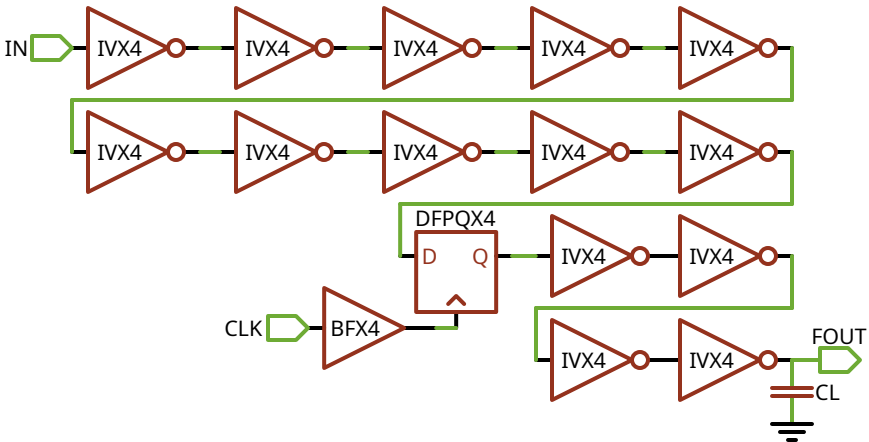 IN IVX4 IVX4 IVX4 IVX4 IVX4
IVX4 IVX4 IVX4 IVX4 IVX4
DFPQX4
D Q IVX4 IVX4
CLK BFX4
FOUT
IVX4 IVX4
CL